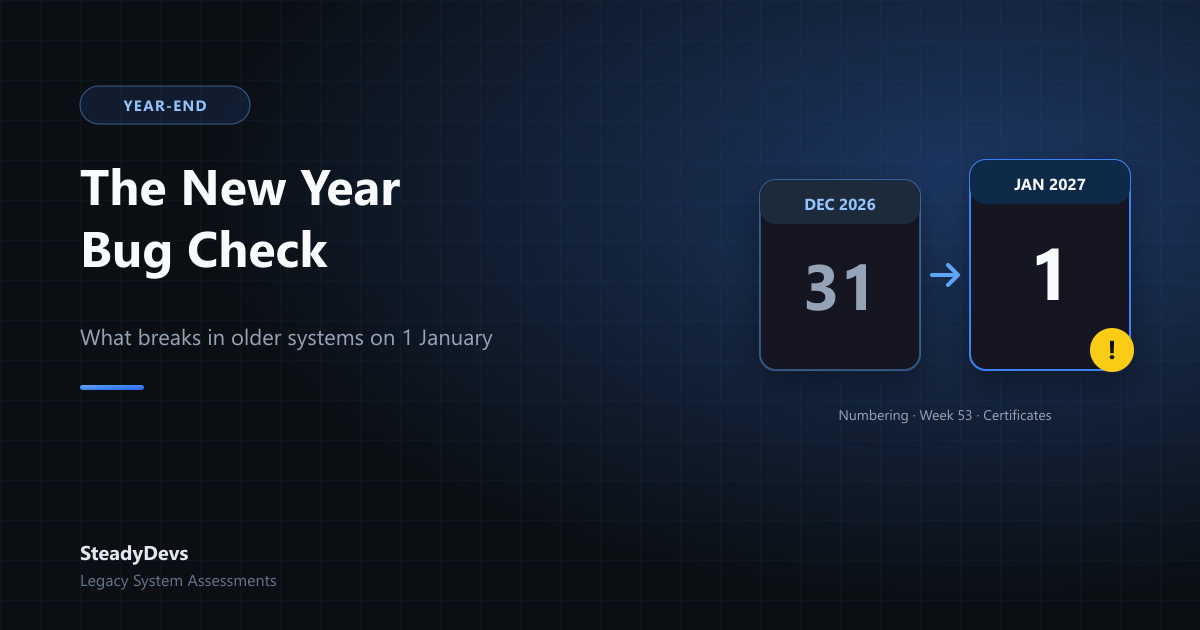 YEAR-END
The New Year
Bug Check
What breaks in older systems on 1 January
DEC 2026
31
JAN 2027
1
!
Numbering · Week 53 · Certificates
SteadyDevs
Legacy System Assessments